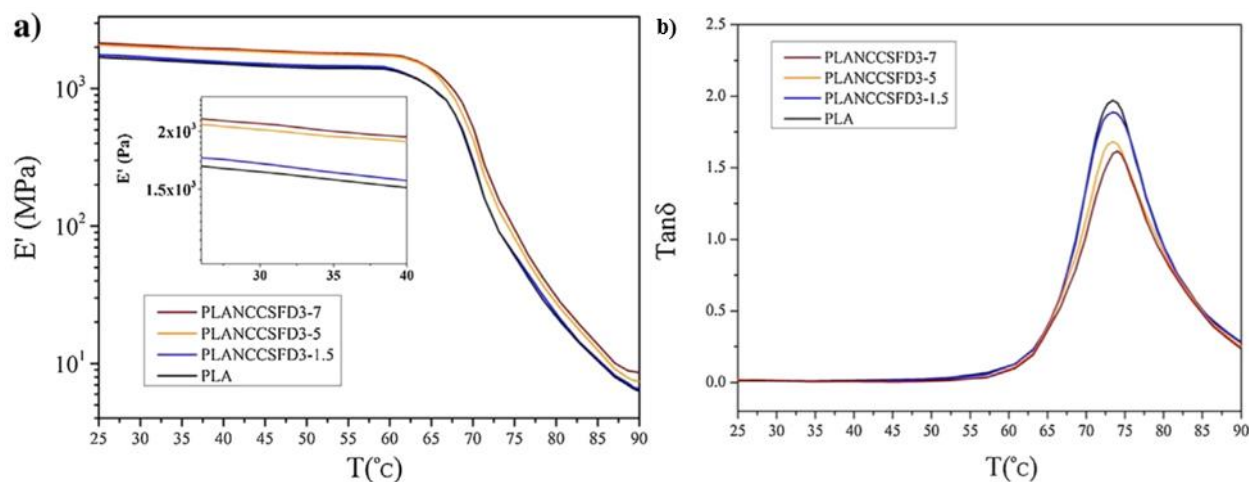 a)
E' (MPa)
10³
10²
10¹
E' (Pa)
2x10³
1.5x10³
30 35 40
PLANCCSFD3-7
PLANCCSFD3-5
PLANCCSFD3-1.5
PLA
25 30 35 40 45 50 55 60 65 70 75 80 85 90
T(°C)
b)
Tanδ
2.5
2.0
1.5
1.0
0.5
0.0
PLANCCSFD3-7
PLANCCSFD3-5
PLANCCSFD3-1.5
PLA
25 30 35 40 45 50 55 60 65 70 75 80 85 90
T(°C)